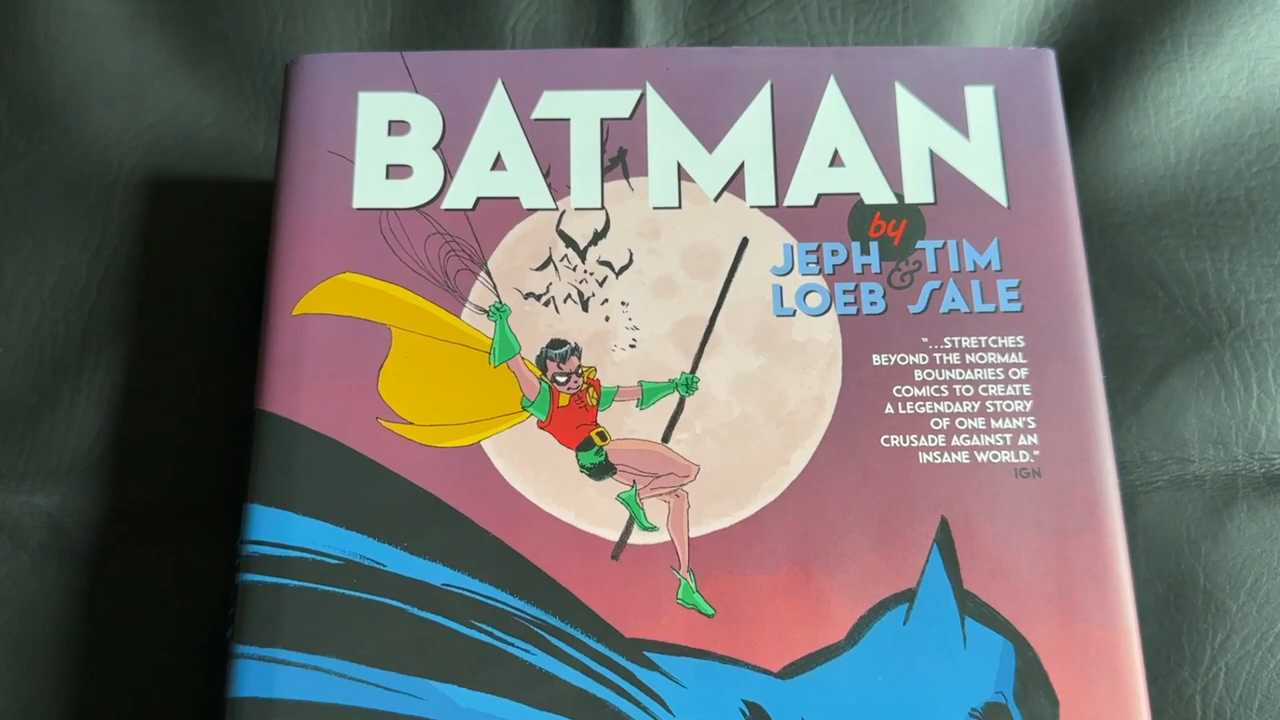 BATMAN
by
JEPH & TIM
LOEB SALE
"...STRETCHES
BEYOND THE NORMAL
BOUNDARIES OF
COMICS TO CREATE
A LEGENDARY STORY
OF ONE MAN'S
CRUSADE AGAINST AN
INSANE WORLD."
IGN